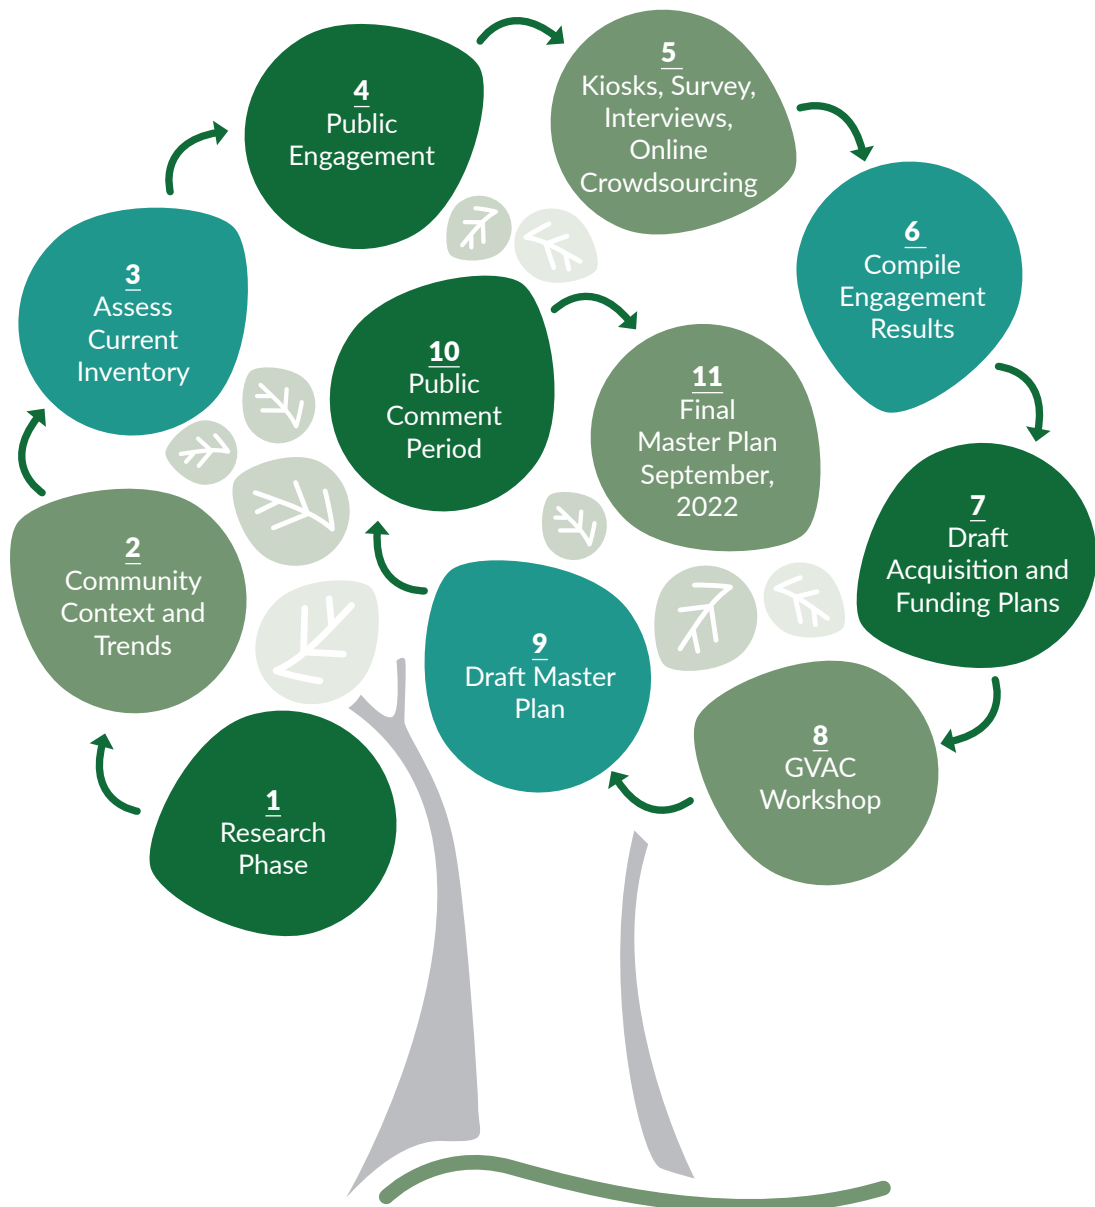 1
Research
Phase
2
Community
Context and
Trends
3
Assess
Current
Inventory
4
Public
Engagement
5
Kiosks, Survey,
Interviews,
Online
Crowdsourcing
6
Compile
Engagement
Results
7
Draft
Acquisition and
Funding Plans
8
GVAC
Workshop
9
Draft Master
Plan
10
Public
Comment
Period
11
Final
Master Plan
September,
2022